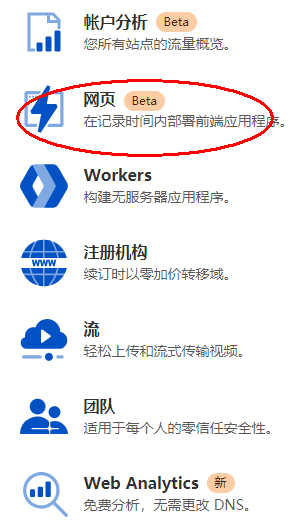 帐户分析 Beta
您所有站点的流量概览。
网页 Beta
在记录时间内部署前端应用程序。
Workers
构建无服务器应用程序。
WWW
注册机构
续订时以零加价转移域。
流
轻松上传和流式传输视频。
团队
适用于每个人的零信任安全性。
Web Analytics 新
免费分析，无需更改 DNS。